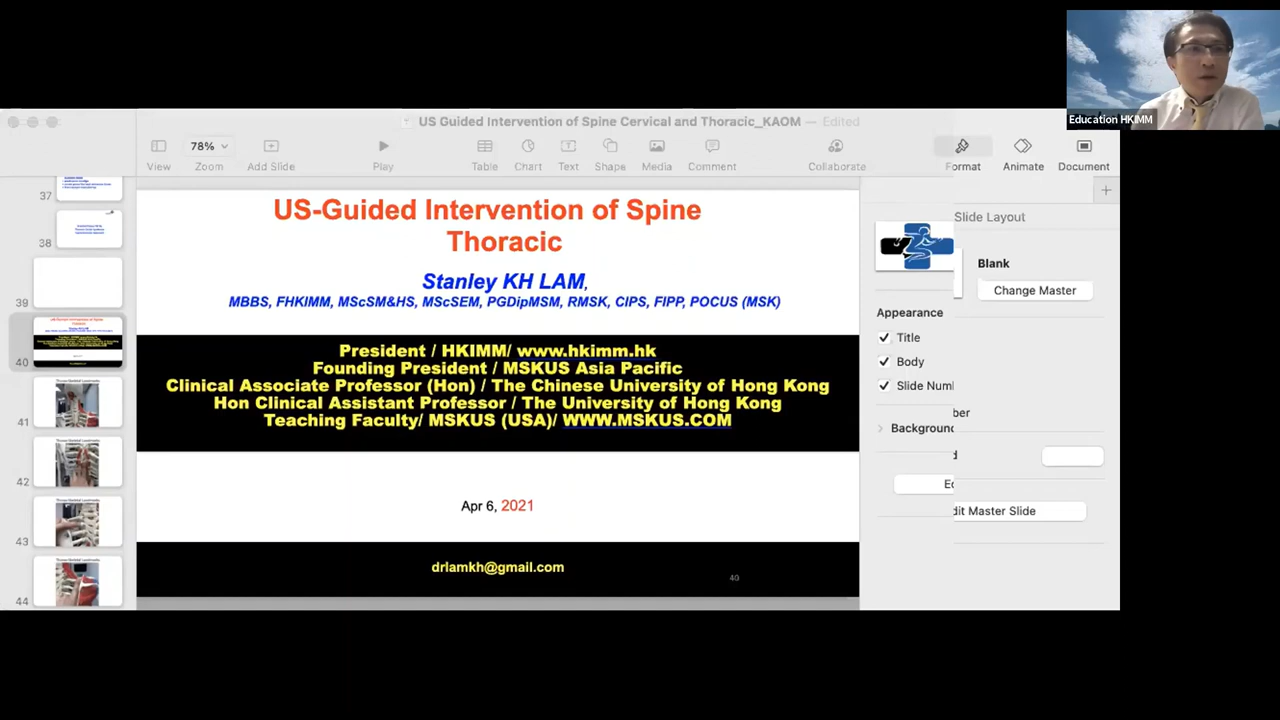 Education HKIMM
US Guided Intervention of Spine Cervical and Thoracic_KAOM — Edited
78%
View
Zoom
Add Slide
Play
Table
Chart
Text
Shape
Media
Comment
Collaborate
Format
Animate
Document
37
38
39
40
41
42
43
44
US-Guided Intervention of Spine
Thoracic
Stanley KH LAM,
MBBS, FHKIMM, MScSM&HS, MScSEM, PGDipMSM, RMSK, CIPS, FIPP, POCUS (MSK)
President / HKIMM/ www.hkimm.hk
Founding President / MSKUS Asia Pacific
Clinical Associate Professor (Hon) / The Chinese University of Hong Kong
Hon Clinical Assistant Professor / The University of Hong Kong
Teaching Faculty/ MSKUS (USA)/ WWW.MSKUS.COM
Apr 6, 2021
drlamkh@gmail.com
40
Slide Layout
Blank
Change Master
Appearance
Title
Body
Slide Numl
ber
Backgrounc
d
Ec
dit Master Slide